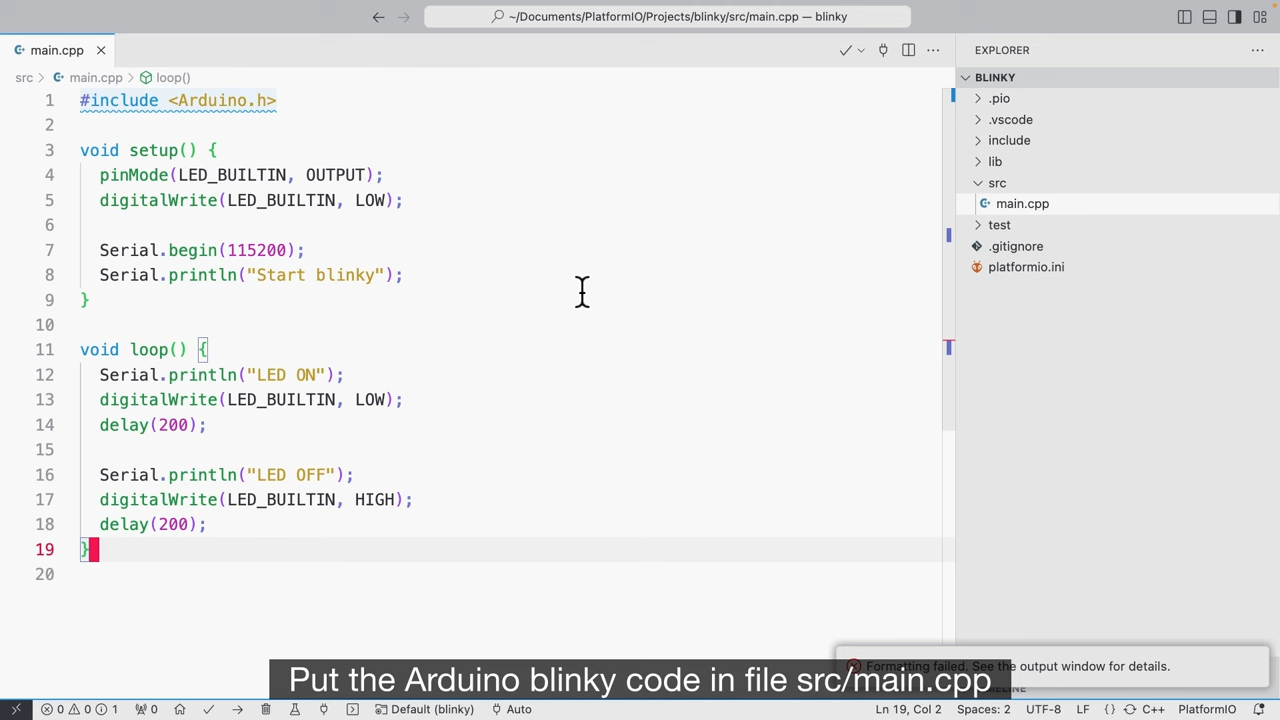 ~/Documents/PlatformIO/Projects/blinky/src/main.cpp — blinky
main.cpp
src > main.cpp > loop()
1 #include <Arduino.h>
2
3 void setup() {
4 pinMode(LED_BUILTIN, OUTPUT);
5 digitalWrite(LED_BUILTIN, LOW);
6
7 Serial.begin(115200);
8 Serial.println("Start blinky");
9 }
10
11 void loop() {
12 Serial.println("LED ON");
13 digitalWrite(LED_BUILTIN, LOW);
14 delay(200);
15
16 Serial.println("LED OFF");
17 digitalWrite(LED_BUILTIN, HIGH);
18 delay(200);
19 }
20
EXPLORER
BLINKY
.pio
.vscode
include
lib
src
main.cpp
test
.gitignore
platformio.ini
Formatting failed. See the output window for details.
Put the Arduino blinky code in file src/main.cpp
0 0 1 0 Default (blinky) Auto Ln 19, Col 2 Spaces: 2 UTF-8 LF {} C++ PlatformIO